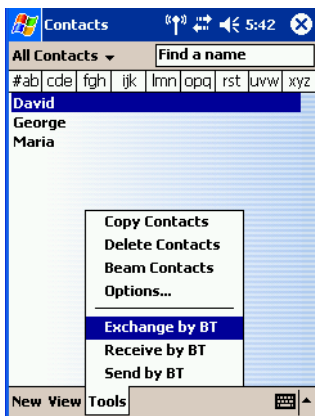 Contacts 5:42
All Contacts Find a name
#ab cde fgh ijk lmn opq rst uvw xyz
David
George
Maria
Copy Contacts
Delete Contacts
Beam Contacts
Options...
Exchange by BT
Receive by BT
Send by BT
New View Tools